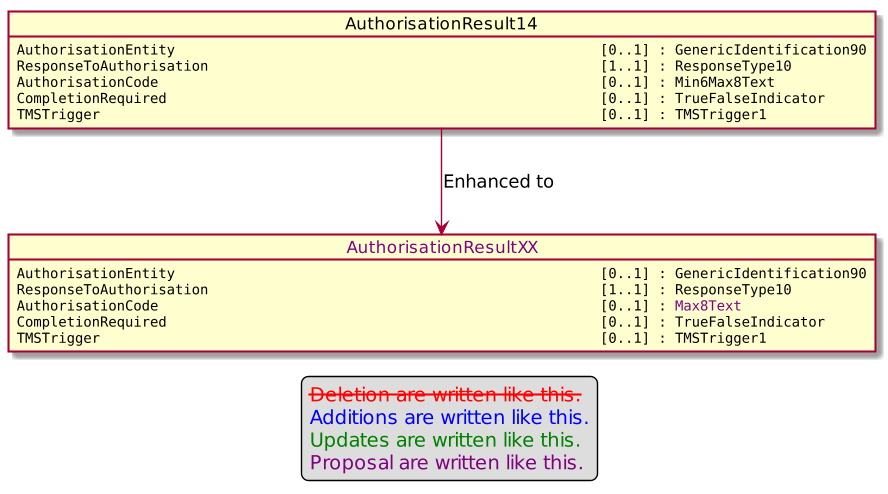 AuthorisationResult14
AuthorisationEntity [0..1] : GenericIdentification90
ResponseToAuthorisation [1..1] : ResponseType10
AuthorisationCode [0..1] : Min6Max8Text
CompletionRequired [0..1] : TrueFalseIndicator
TMSTrigger [0..1] : TMSTrigger1
Enhanced to
AuthorisationResultXX
AuthorisationEntity [0..1] : GenericIdentification90
ResponseToAuthorisation [1..1] : ResponseType10
AuthorisationCode [0..1] : Max8Text
CompletionRequired [0..1] : TrueFalseIndicator
TMSTrigger [0..1] : TMSTrigger1
Deletion are written like this.
Additions are written like this.
Updates are written like this.
Proposal are written like this.